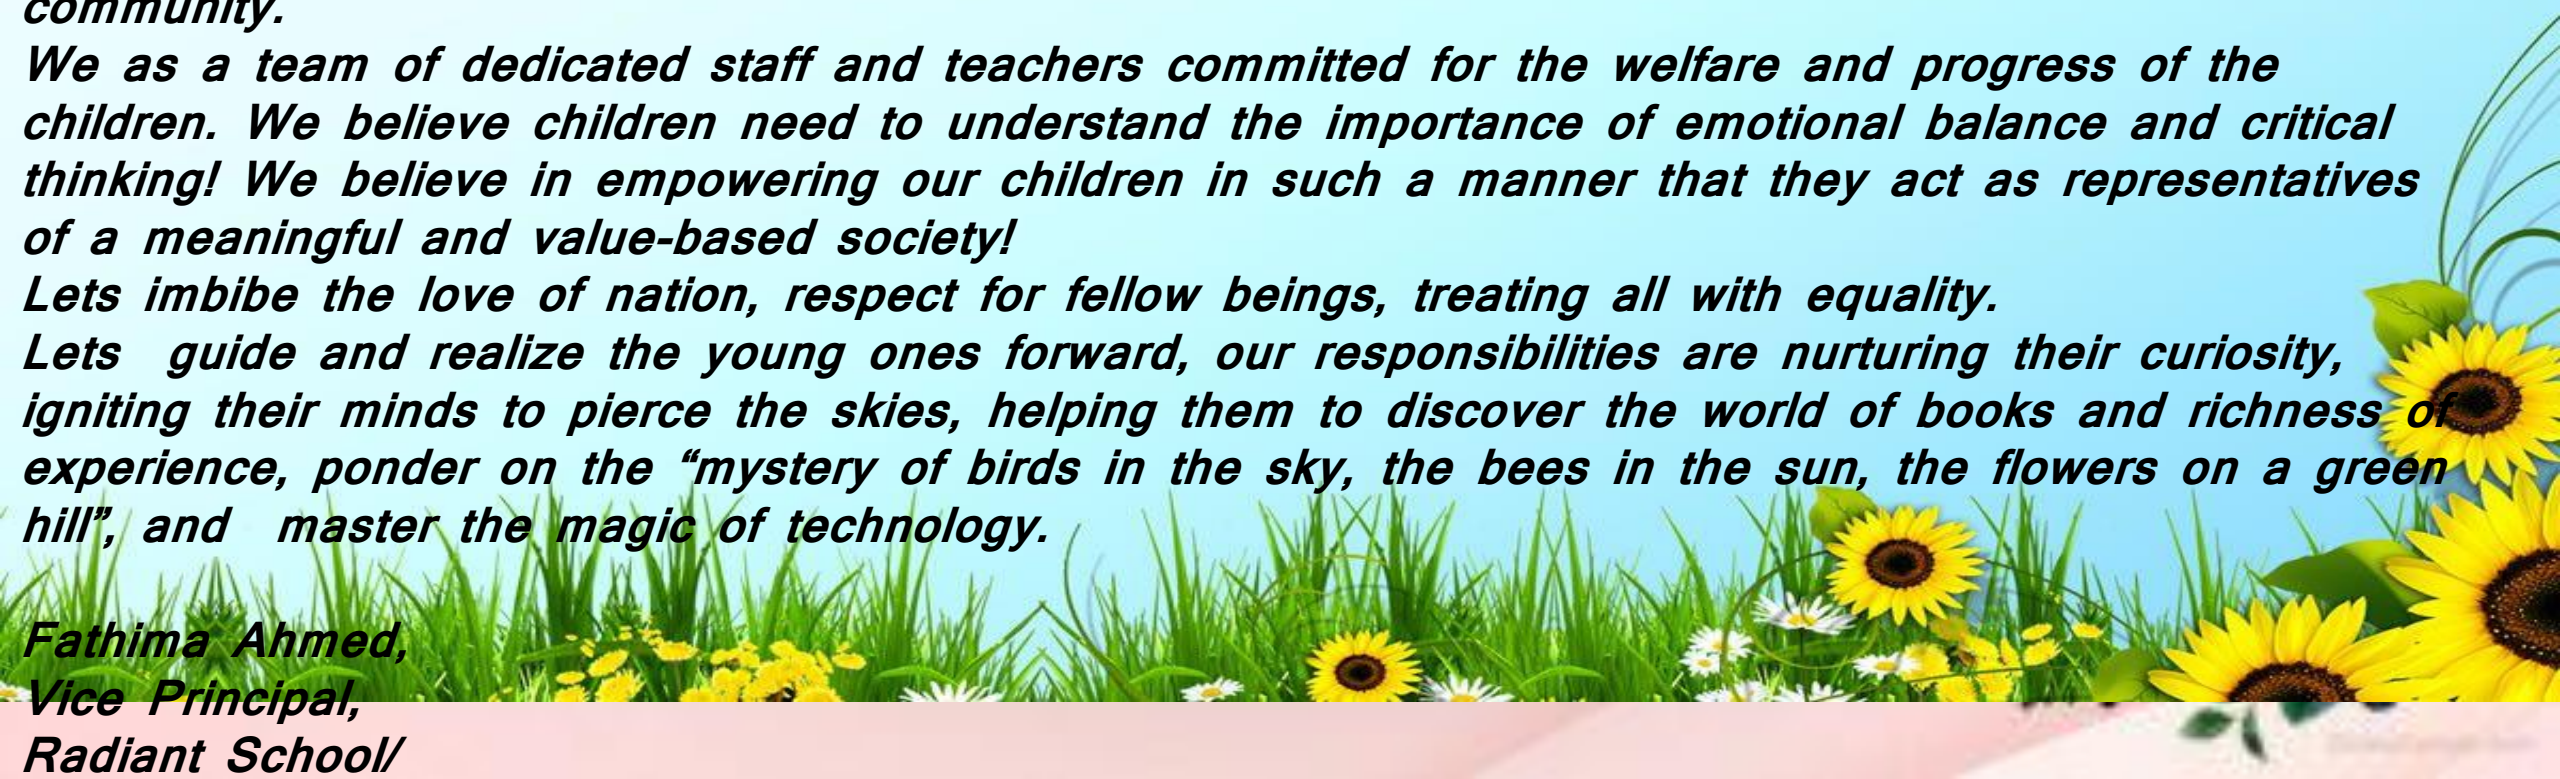 community.
We as a team of dedicated staff and teachers committed for the welfare and progress of the
children. We believe children need to understand the importance of emotional balance and critical
thinking! We believe in empowering our children in such a manner that they act as representatives
of a meaningful and value-based society!
Lets imbibe the love of nation, respect for fellow beings, treating all with equality.
Lets guide and realize the young ones forward, our responsibilities are nurturing their curiosity,
igniting their minds to pierce the skies, helping them to discover the world of books and richness of
experience, ponder on the “mystery of birds in the sky, the bees in the sun, the flowers on a green
hill”, and master the magic of technology.
Fathima Ahmed,
Vice Principal,
Radiant School/